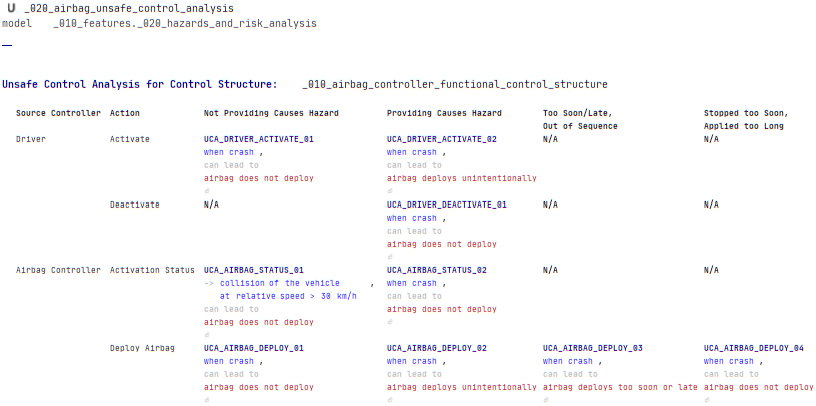 U _020_airbag_unsafe_control_analysis
model _010_features._020_hazards_and_risk_analysis
Unsafe Control Analysis for Control Structure: _010_airbag_controller_functional_control_structure
Source Controller Action Not Providing Causes Hazard Providing Causes Hazard Too Soon/Late, Stopped too Soon,
Out of Sequence Applied too Long
Driver Activate UCA_DRIVER_ACTIVATE_01 UCA_DRIVER_ACTIVATE_02 N/A N/A
when crash , when crash ,
can lead to can lead to
airbag does not deploy airbag deploys unintentionally
Deactivate N/A UCA_DRIVER_DEACTIVATE_01 N/A N/A
when crash ,
can lead to
airbag does not deploy
Airbag Controller Activation Status UCA_AIRBAG_STATUS_01 UCA_AIRBAG_STATUS_02 N/A N/A
-> collision of the vehicle , when crash ,
at relative speed > 30 km/h can lead to
can lead to airbag does not deploy
airbag does not deploy
Deploy Airbag UCA_AIRBAG_DEPLOY_01 UCA_AIRBAG_DEPLOY_02 UCA_AIRBAG_DEPLOY_03 UCA_AIRBAG_DEPLOY_04
when crash , when crash , when crash , when crash ,
can lead to can lead to can lead to can lead to
airbag does not deploy airbag deploys unintentionally airbag deploys too soon or late airbag does not deploy